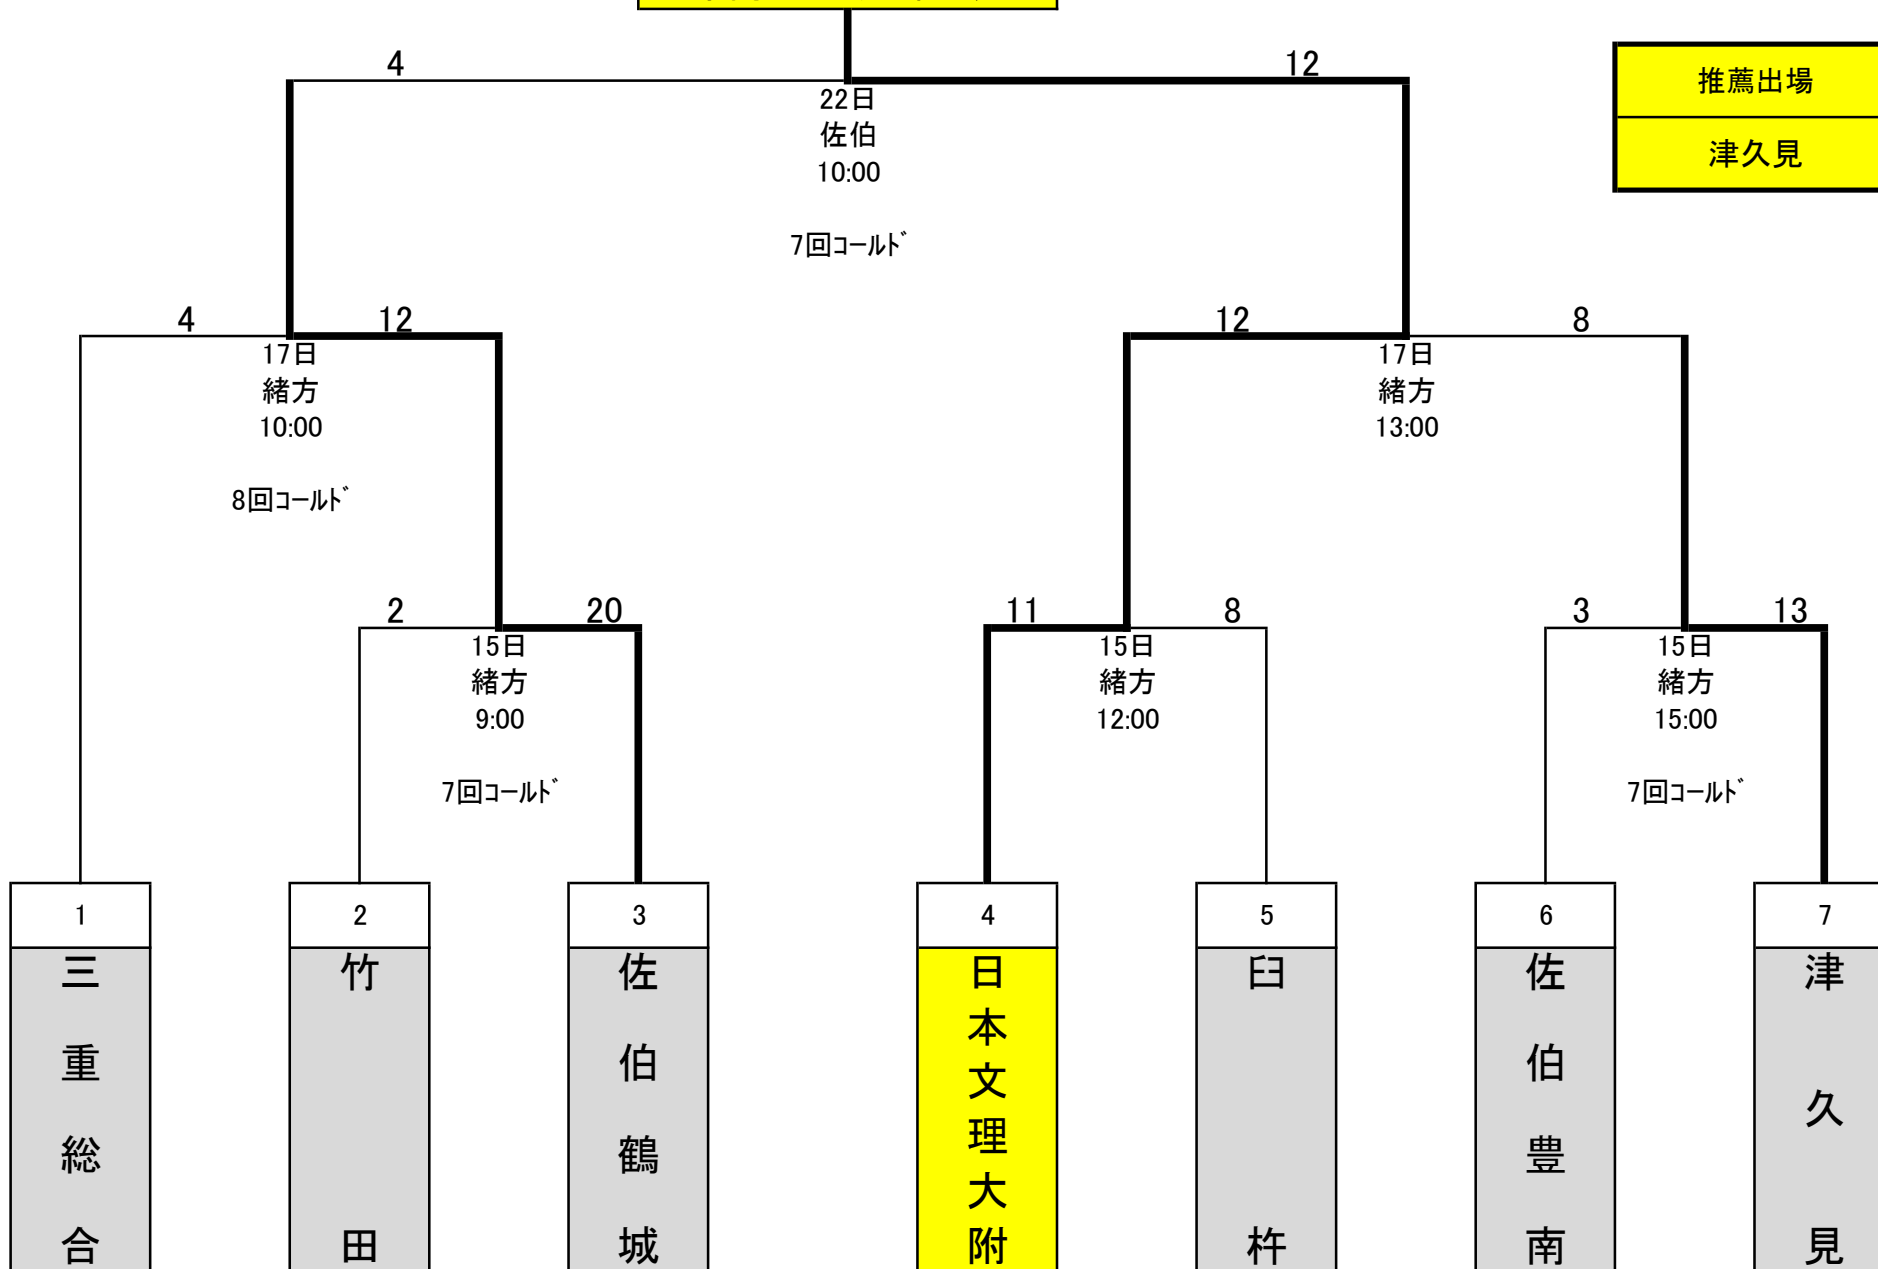 4
12
推薦出場
津久見
22日
佐伯
10:00
7回ｺｰﾙﾄﾞ
4
12
12
8
17日
緒方
10:00
8回ｺｰﾙﾄﾞ
17日
緒方
13:00
2
20
11
8
3
13
15日
緒方
9:00
7回ｺｰﾙﾄﾞ
15日
緒方
12:00
15日
緒方
15:00
7回ｺｰﾙﾄﾞ
1
2
3
4
5
6
7
三重総合
竹田
佐伯鶴城
日本文理大附
臼杵
佐伯豊南
津久見